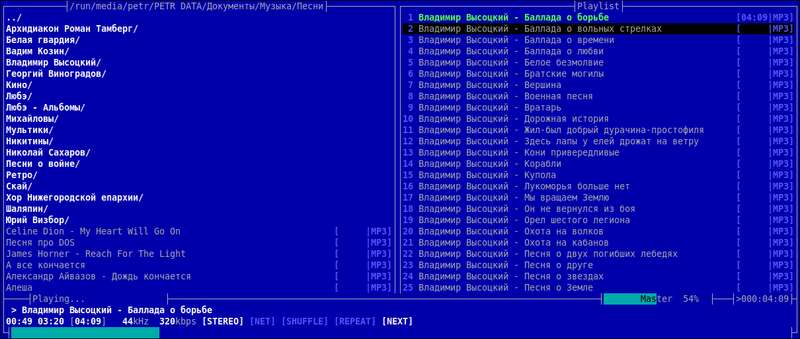 /run/media/petr/PETR DATA/Документы/Музыка/Песни
../
Архидиакон Роман Тамберг/
Белая гвардия/
Вадим Козин/
Владимир Высоцкий/
Георгий Виноградов/
Кино/
Любэ/
Любэ - Альбомы/
Михайловы/
Мультики/
Никитины/
Николай Сахаров/
Песни о войне/
Ретро/
Скай/
Хор Нижегородской епархии/
Шаляпин/
Юрий Визбор/
Celine Dion - My Heart Will Go On [ |MP3]
Песня про DOS [ |MP3]
James Horner - Reach For The Light [ |MP3]
А все кончается [ |MP3]
Александр Айвазов - Дождь кончается [ |MP3]
Алеша [ |MP3]
Playlist
1 Владимир Высоцкий - Баллада о борьбе [04:09|MP3]
2 Владимир Высоцкий - Баллада о вольных стрелках [ |MP3]
3 Владимир Высоцкий - Баллада о времени [ |MP3]
4 Владимир Высоцкий - Баллада о любви [ |MP3]
5 Владимир Высоцкий - Белое безмолвие [ |MP3]
6 Владимир Высоцкий - Братские могилы [ |MP3]
7 Владимир Высоцкий - Вершина [ |MP3]
8 Владимир Высоцкий - Военная песня [ |MP3]
9 Владимир Высоцкий - Вратарь [ |MP3]
10 Владимир Высоцкий - Дорожная история [ |MP3]
11 Владимир Высоцкий - Жил-был добрый дурачина-простофиля [ |MP3]
12 Владимир Высоцкий - Здесь лапы у елей дрожат на ветру [ |MP3]
13 Владимир Высоцкий - Кони привередливые [ |MP3]
14 Владимир Высоцкий - Корабли [ |MP3]
15 Владимир Высоцкий - Купола [ |MP3]
16 Владимир Высоцкий - Лукоморья больше нет [ |MP3]
17 Владимир Высоцкий - Мы вращаем Землю [ |MP3]
18 Владимир Высоцкий - Он не вернулся из боя [ |MP3]
19 Владимир Высоцкий - Орел шестого легиона [ |MP3]
20 Владимир Высоцкий - Охота на волков [ |MP3]
21 Владимир Высоцкий - Охота на кабанов [ |MP3]
22 Владимир Высоцкий - Песня о двух погибших лебедях [ |MP3]
23 Владимир Высоцкий - Песня о друге [ |MP3]
24 Владимир Высоцкий - Песня о звездах [ |MP3]
25 Владимир Высоцкий - Песня о Земле [ |MP3]
Playing...
Master 54%
>000:04:09
> Владимир Высоцкий - Баллада о борьбе
00:49 03:20 [04:09] 44kHz 320kbps [STEREO] [NET] [SHUFFLE] [REPEAT] [NEXT]